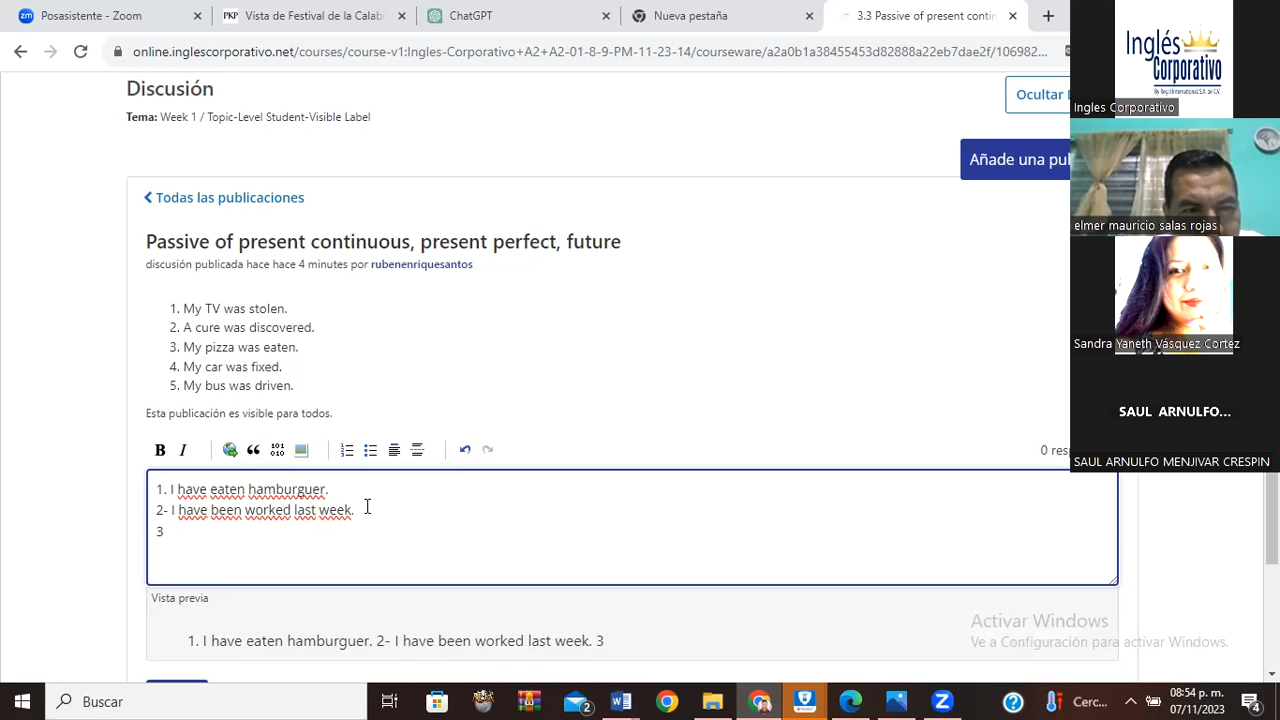 Posasistente - Zoom
Vista de Festival de la Calab
ChatGPT
Nueva pestaña
3.3 Passive of present contin
online.inglescorporativo.net/courses/course-v1:Ingles-Corporativo+A2+A2-01-8-9-PM-11-23-14/courseware/a2a0b1a38455453d82888a22eb7dae2f/106982...
Discusión
Ocultar
Tema: Week 1 / Topic-Level Student-Visible Label
Añade una pul
Todas las publicaciones
Passive of present continuous, present perfect, future
discusión publicada hace hace 4 minutes por rubenenriquesantos
1. My TV was stolen.
2. A cure was discovered.
3. My pizza was eaten.
4. My car was fixed.
5. My bus was driven.
Esta publicación es visible para todos.
B I
0 resp
1. I have eaten hamburguer.
2- I have been worked last week.
3
Vista previa
1. I have eaten hamburguer. 2- I have been worked last week. 3
Activar Windows
Ve a Configuración para activar Windows.
Inglés
Corporativo
Ingles Corporativo
elmer mauricio salas rojas
Sandra Yaneth Vásquez Cortez
SAUL ARNULFO...
SAUL ARNULFO MENJIVAR CRESPIN
Buscar
2
Cerc...
08:54 p. m.
07/11/2023
4